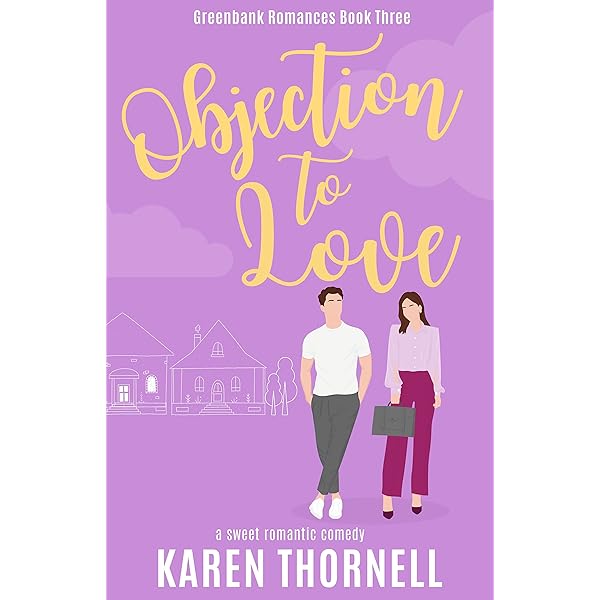 Greenbank Romances Book Three
Objection
to
Love
a sweet romantic comedy
KAREN THORNELL